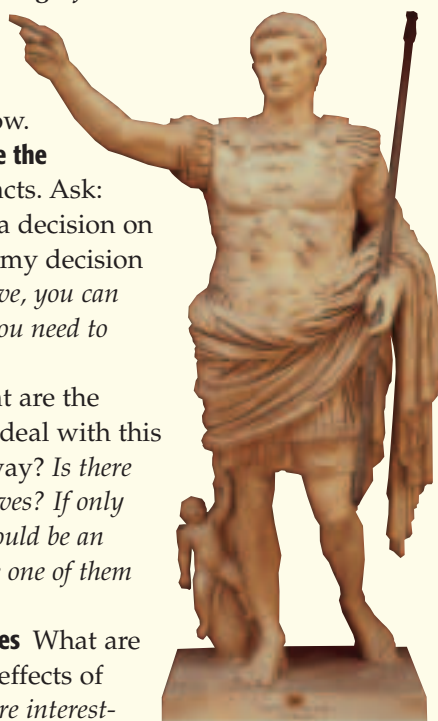 ow.
e the
acts. Ask:
a decision on
my decision
ve, you can
ou need to
at are the
deal with this
way? Is there
ves? If only
ould be an
one of them
es What are
effects of
re interest-